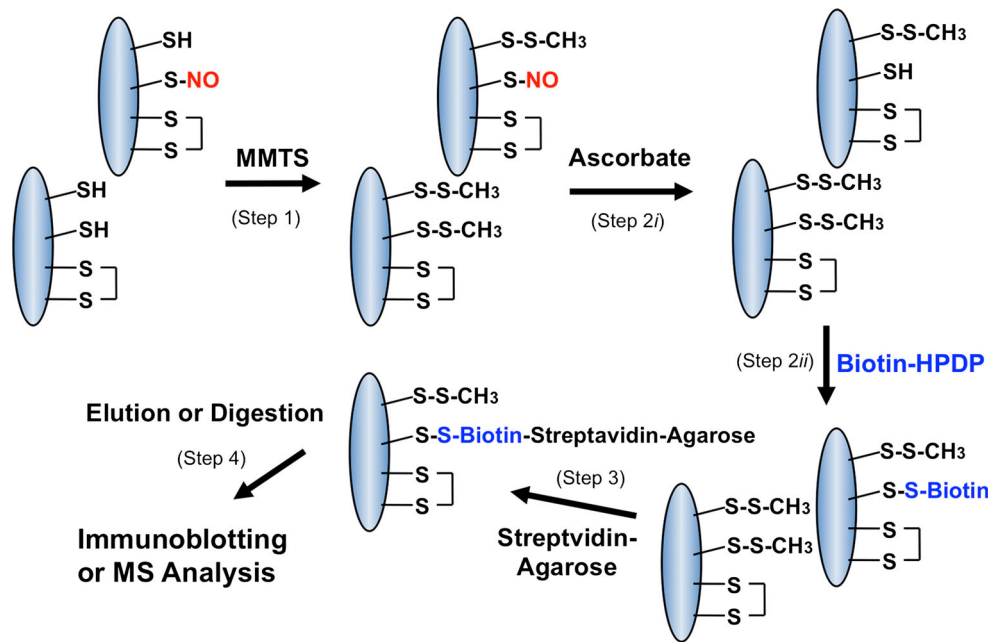 SH
S-NO
S
S
SH
SH
S
S
MMTS
(Step 1)
S-S-CH3
S-NO
S
S
S-S-CH3
S-S-CH3
S
S
Ascorbate
(Step 2i)
S-S-CH3
SH
S
S
S-S-CH3
S-S-CH3
S
S
(Step 2ii)
Biotin-HPDP
S-S-CH3
S-S-Biotin
S
S
S-S-CH3
S-S-CH3
S
S
(Step 3)
Streptvidin-
Agarose
S-S-CH3
S-S-Biotin-Streptavidin-Agarose
S
S
Elution or Digestion
(Step 4)
Immunoblotting
or MS Analysis